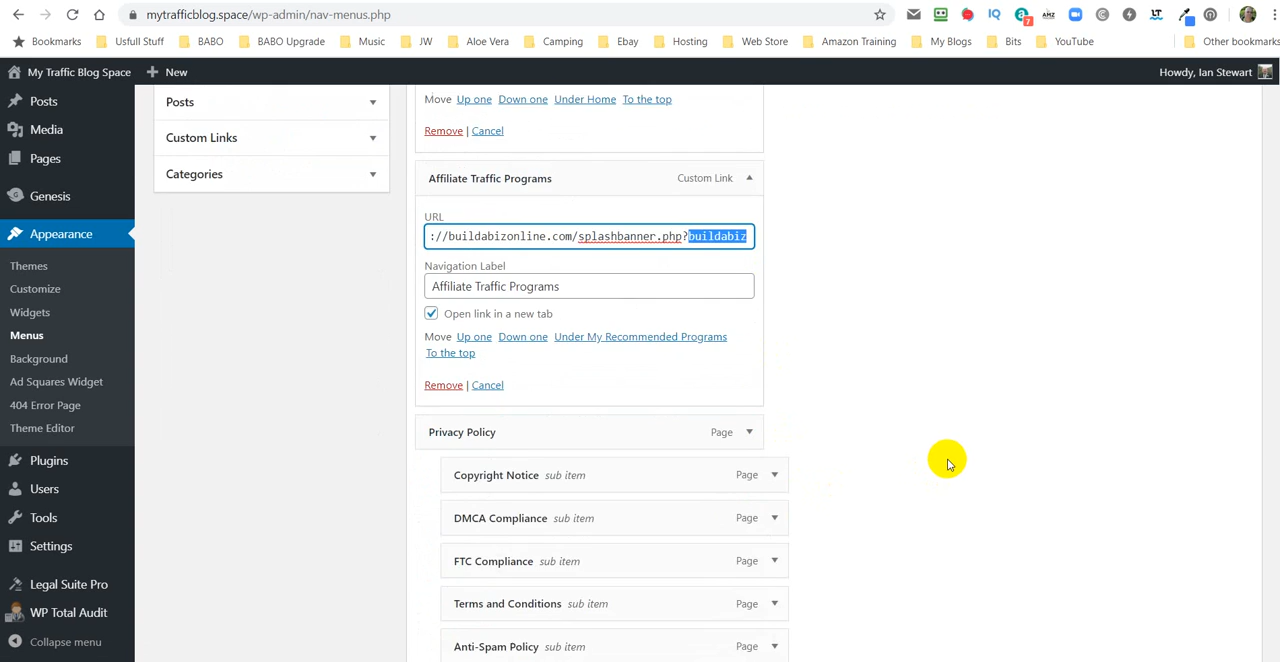 mytrafficblog.space/wp-admin/nav-menus.php
IQ
7
AMZ
LT
Bookmarks
Usfull Stuff
BABO
BABO Upgrade
Music
JW
Aloe Vera
Camping
Ebay
Hosting
Web Store
Amazon Training
My Blogs
Bits
YouTube
Other bookmarks
My Traffic Blog Space
New
Howdy, Ian Stewart
Posts
Media
Pages
Genesis
Appearance
Themes
Customize
Widgets
Menus
Background
Ad Squares Widget
404 Error Page
Theme Editor
Plugins
Users
Tools
Settings
Legal Suite Pro
WP Total Audit
Collapse menu
Posts
Custom Links
Categories
Move Up one Down one Under Home To the top
Remove | Cancel
Affiliate Traffic Programs Custom Link
URL
://buildabizonline.com/splashbanner.php?buildabiz
Navigation Label
Affiliate Traffic Programs
Open link in a new tab
Move Up one Down one Under My Recommended Programs
To the top
Remove | Cancel
Privacy Policy Page
Copyright Notice sub item Page
DMCA Compliance sub item Page
FTC Compliance sub item Page
Terms and Conditions sub item Page
Anti-Spam Policy sub item Page